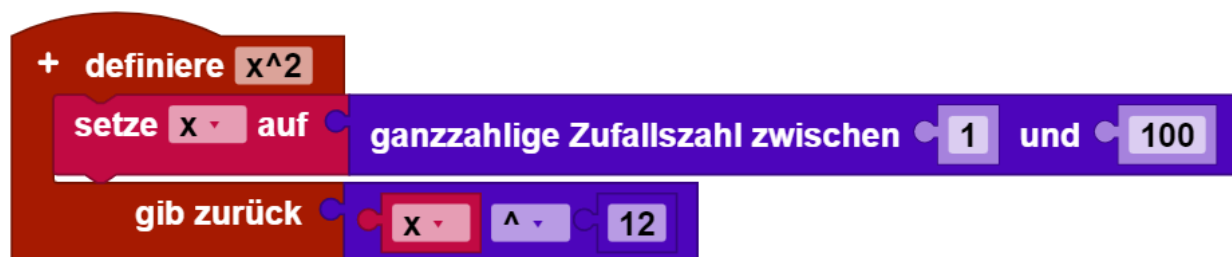 + definiere x^2
setze x auf ganzzahlige Zufallszahl zwischen 1 und 100
gib zurück x ^ 12